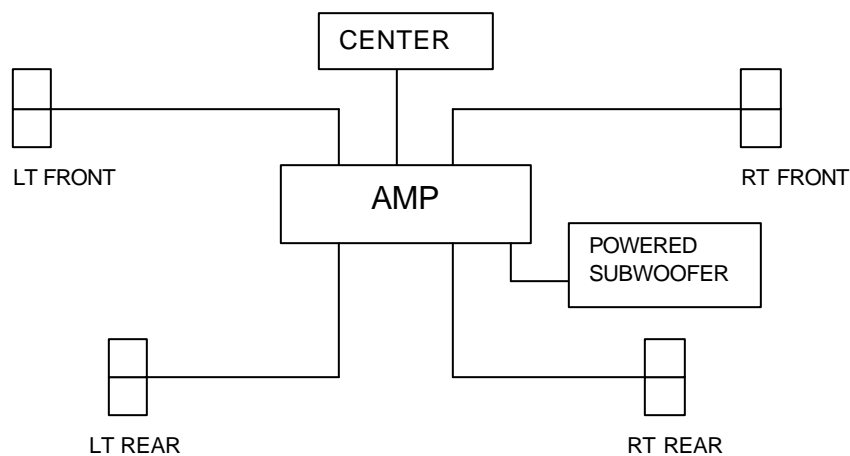 CENTER
LT FRONT
RT FRONT
AMP
POWERED
SUBWOOFER
LT REAR
RT REAR